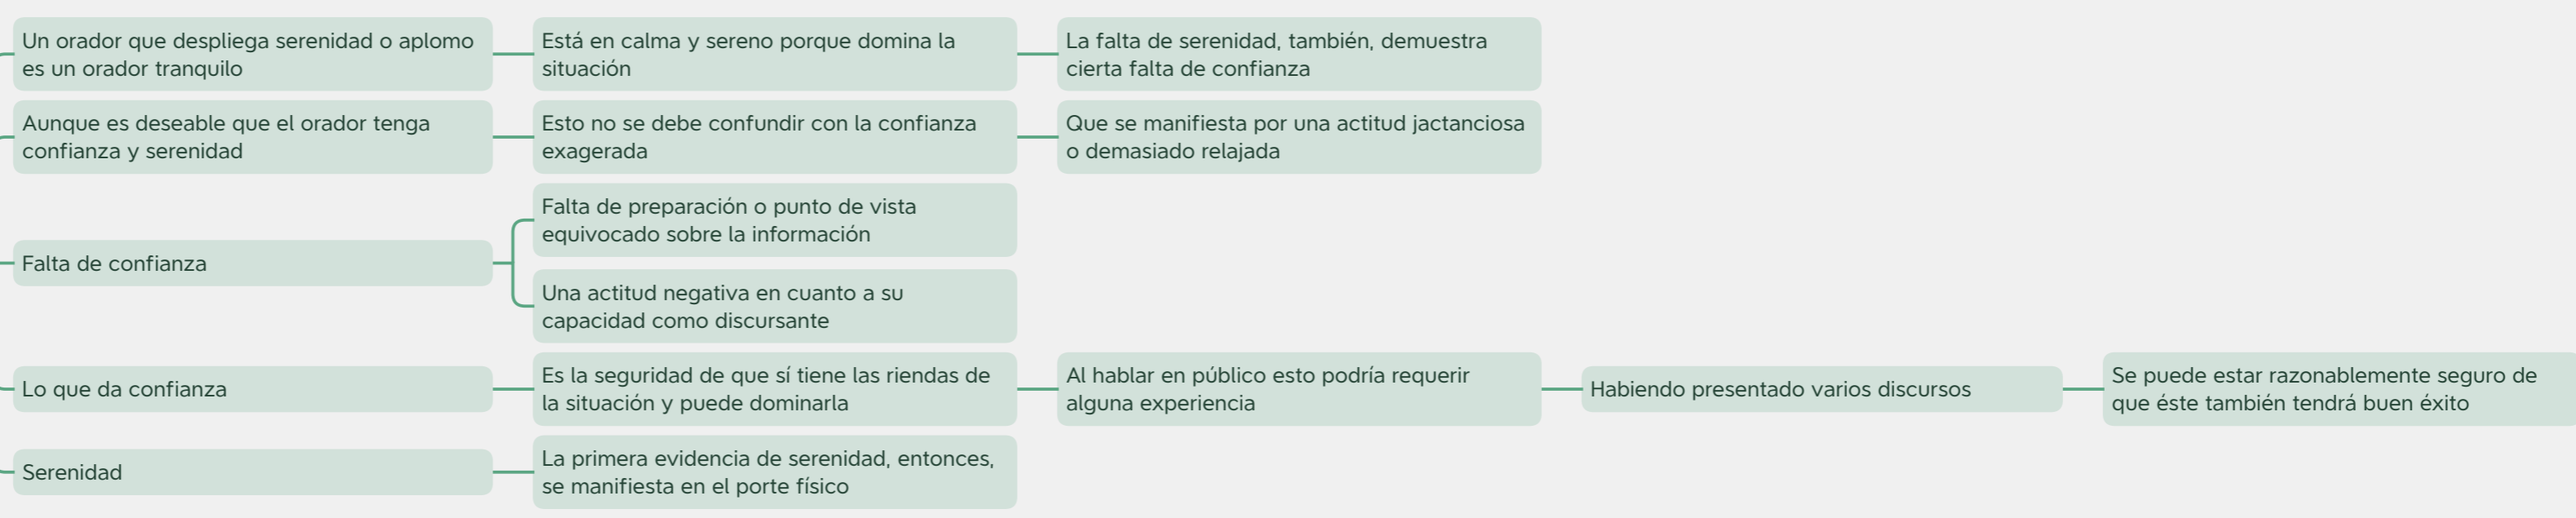 Un orador que despliega serenidad o aplomo
es un orador tranquilo
Está en calma y sereno porque domina la
situación
La falta de serenidad, también, demuestra
cierta falta de confianza
Aunque es deseable que el orador tenga
confianza y serenidad
Esto no se debe confundir con la confianza
exagerada
Que se manifiesta por una actitud jactanciosa
o demasiado relajada
Falta de confianza
Falta de preparación o punto de vista
equivocado sobre la información
Una actitud negativa en cuanto a su
capacidad como discursante
Lo que da confianza
Es la seguridad de que sí tiene las riendas de
la situación y puede dominarla
Al hablar en público esto podría requerir
alguna experiencia
Habiendo presentado varios discursos
Se puede estar razonablemente seguro de
que éste también tendrá buen éxito
Serenidad
La primera evidencia de serenidad, entonces,
se manifiesta en el porte físico